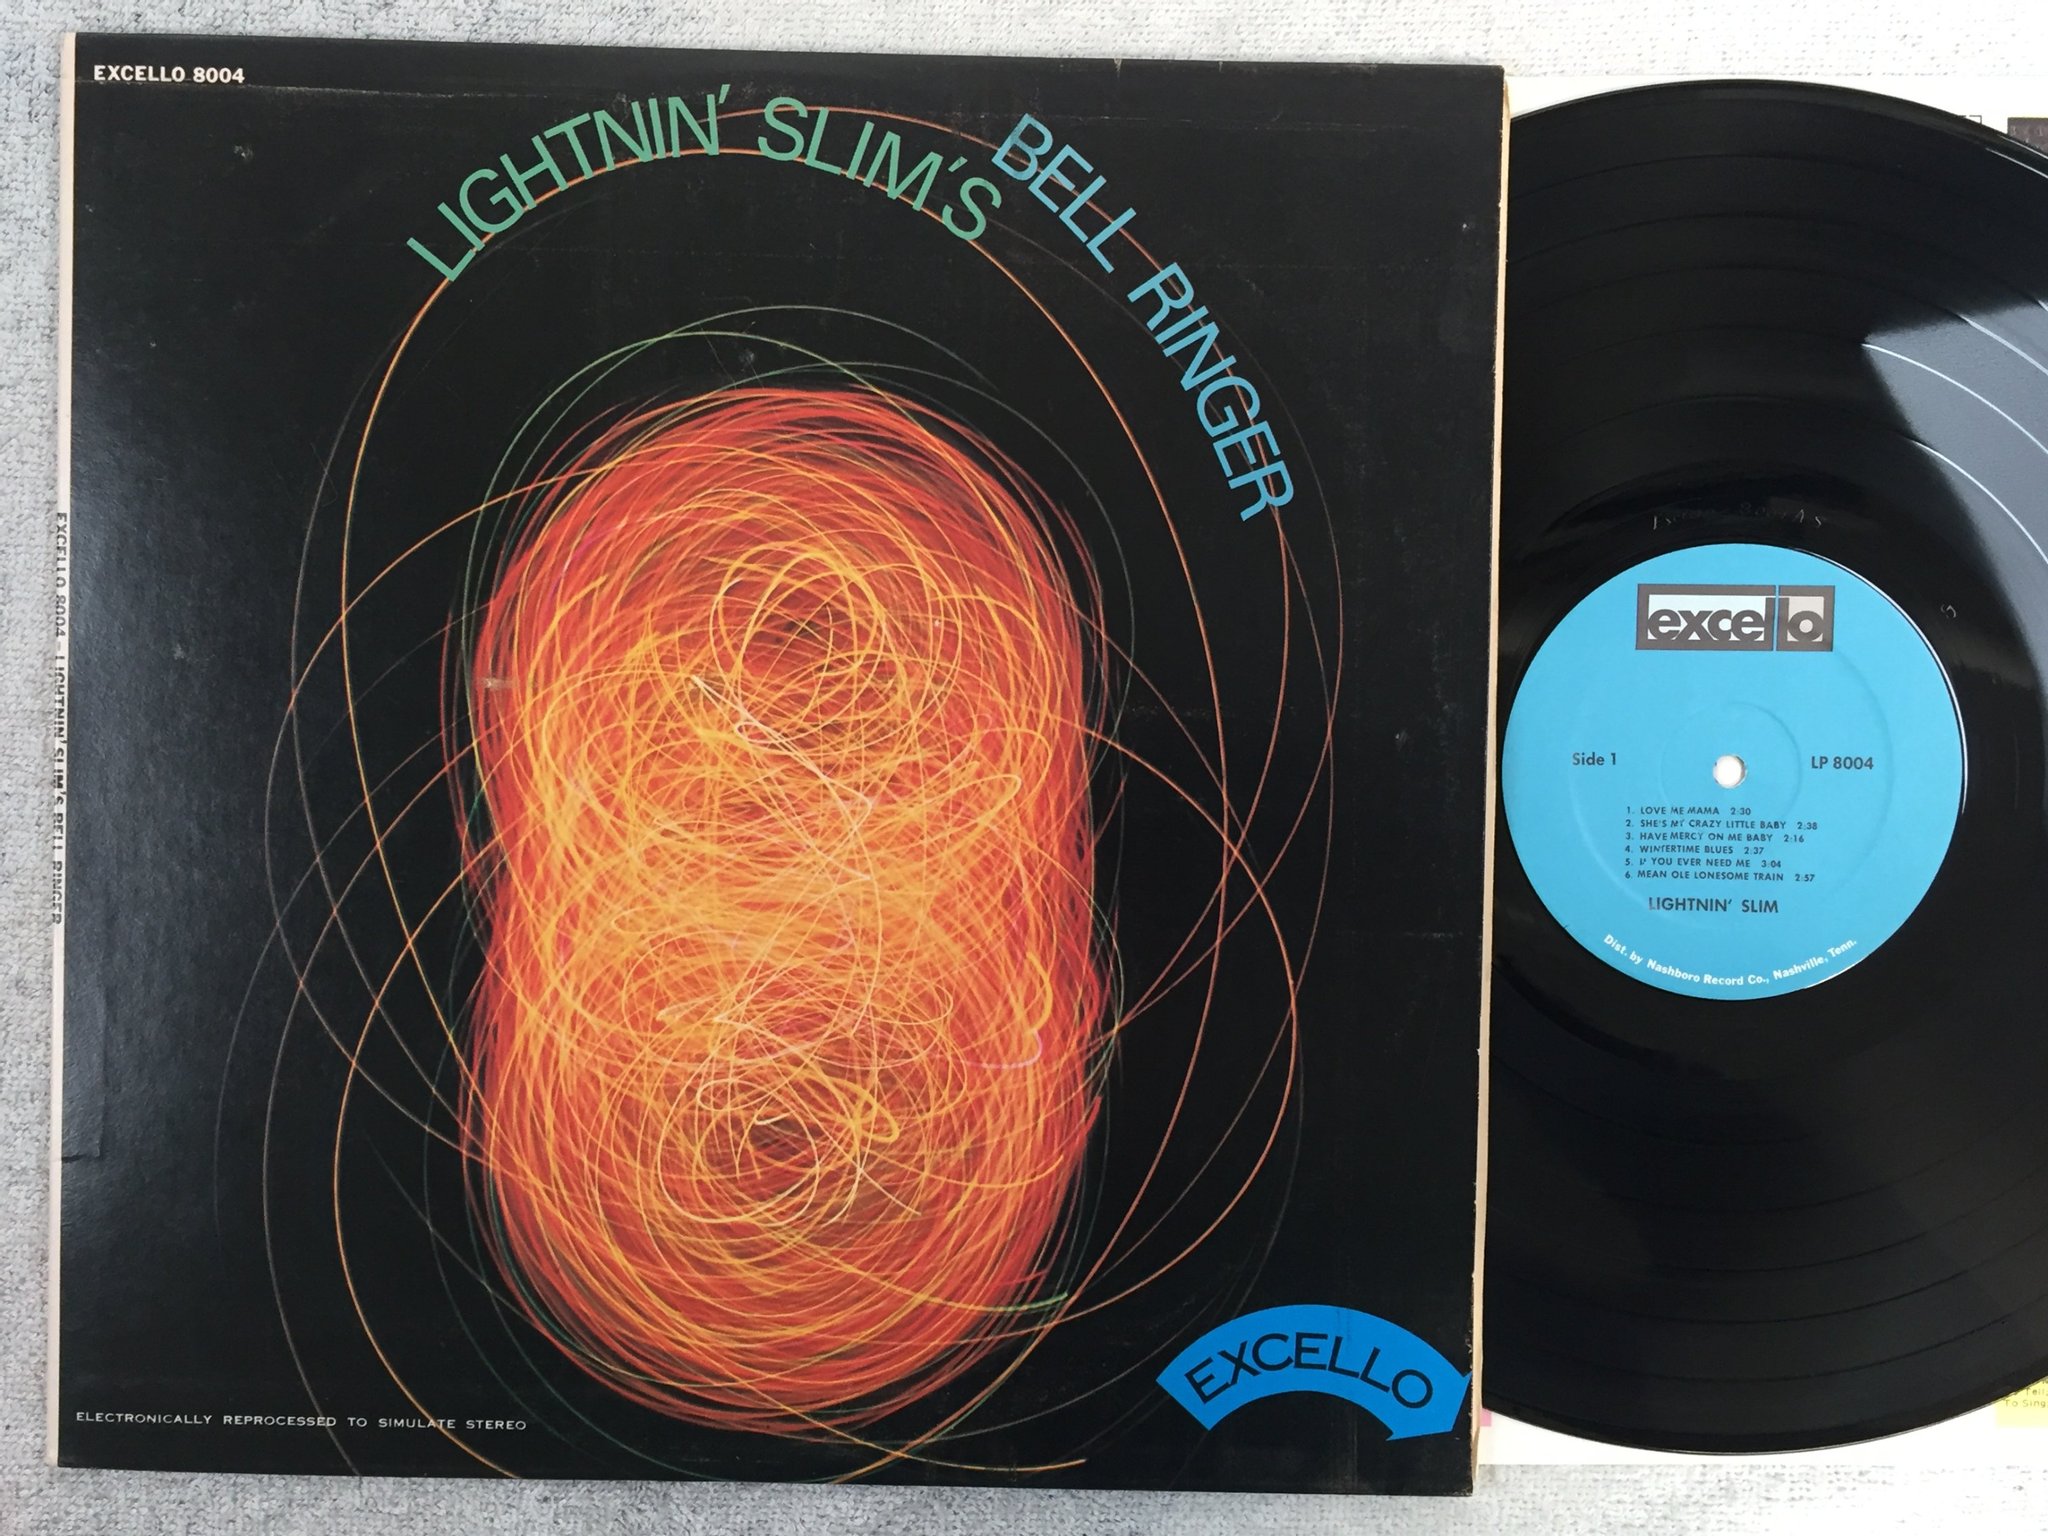 EXCELLO 8004
LIGHTNIN' SLIM'S
BELL RINGER
EXCELLO 8004 - LIGHTNIN' SLIM'S BELL RINGER
ELECTRONICALLY REPROCESSED TO SIMULATE STEREO
EXCELLO
excello
Side 1
LP 8004
1. LOVE ME MAMA 2:30
2. SHE'S MY CRAZY LITTLE BABY 2:38
3. HAVE MERCY ON ME BABY 2:16
4. WINTERTIME BLUES 2:37
5. IF YOU EVER NEED ME 3:04
6. MEAN OLE LONESOME TRAIN 2:57
LIGHTNIN' SLIM
Dist. by Nashboro Record Co., Nashville, Tenn.
To Sing